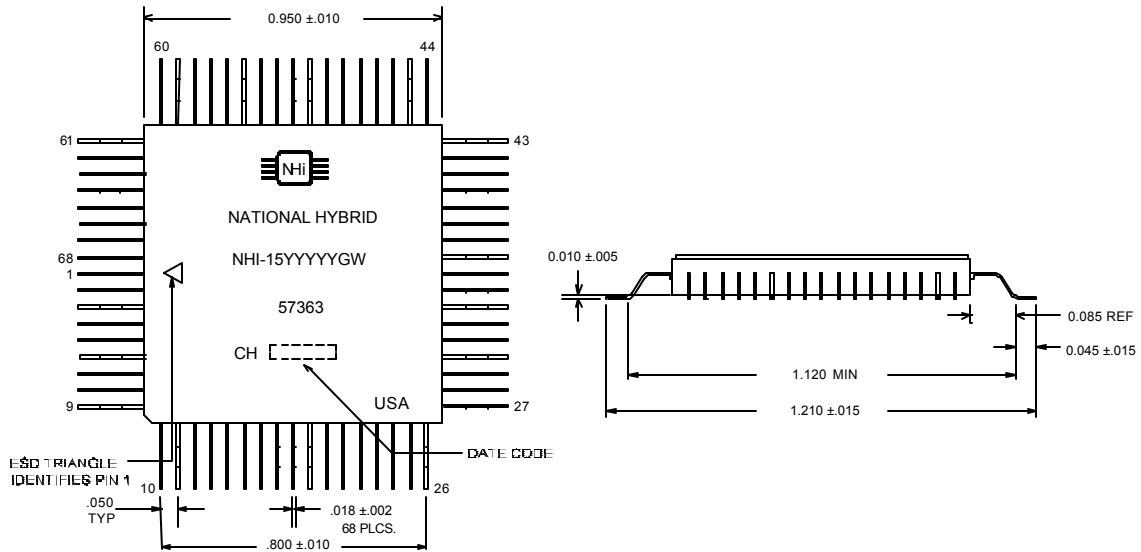 0.950 ±.010
60
44
61
43
NHi
NATIONAL HYBRID
68
NHI-15YYYYYGW
1
0.010 ±.005
57363
0.085 REF
CH
0.045 ±.015
1.120 MIN
9
USA
27
1.210 ±.015
ESD TRIANGLE
IDENTIFIES PIN 1
DATE CODE
10
26
.050
TYP
.018 ±.002
68 PLCS.
.800 ±.010